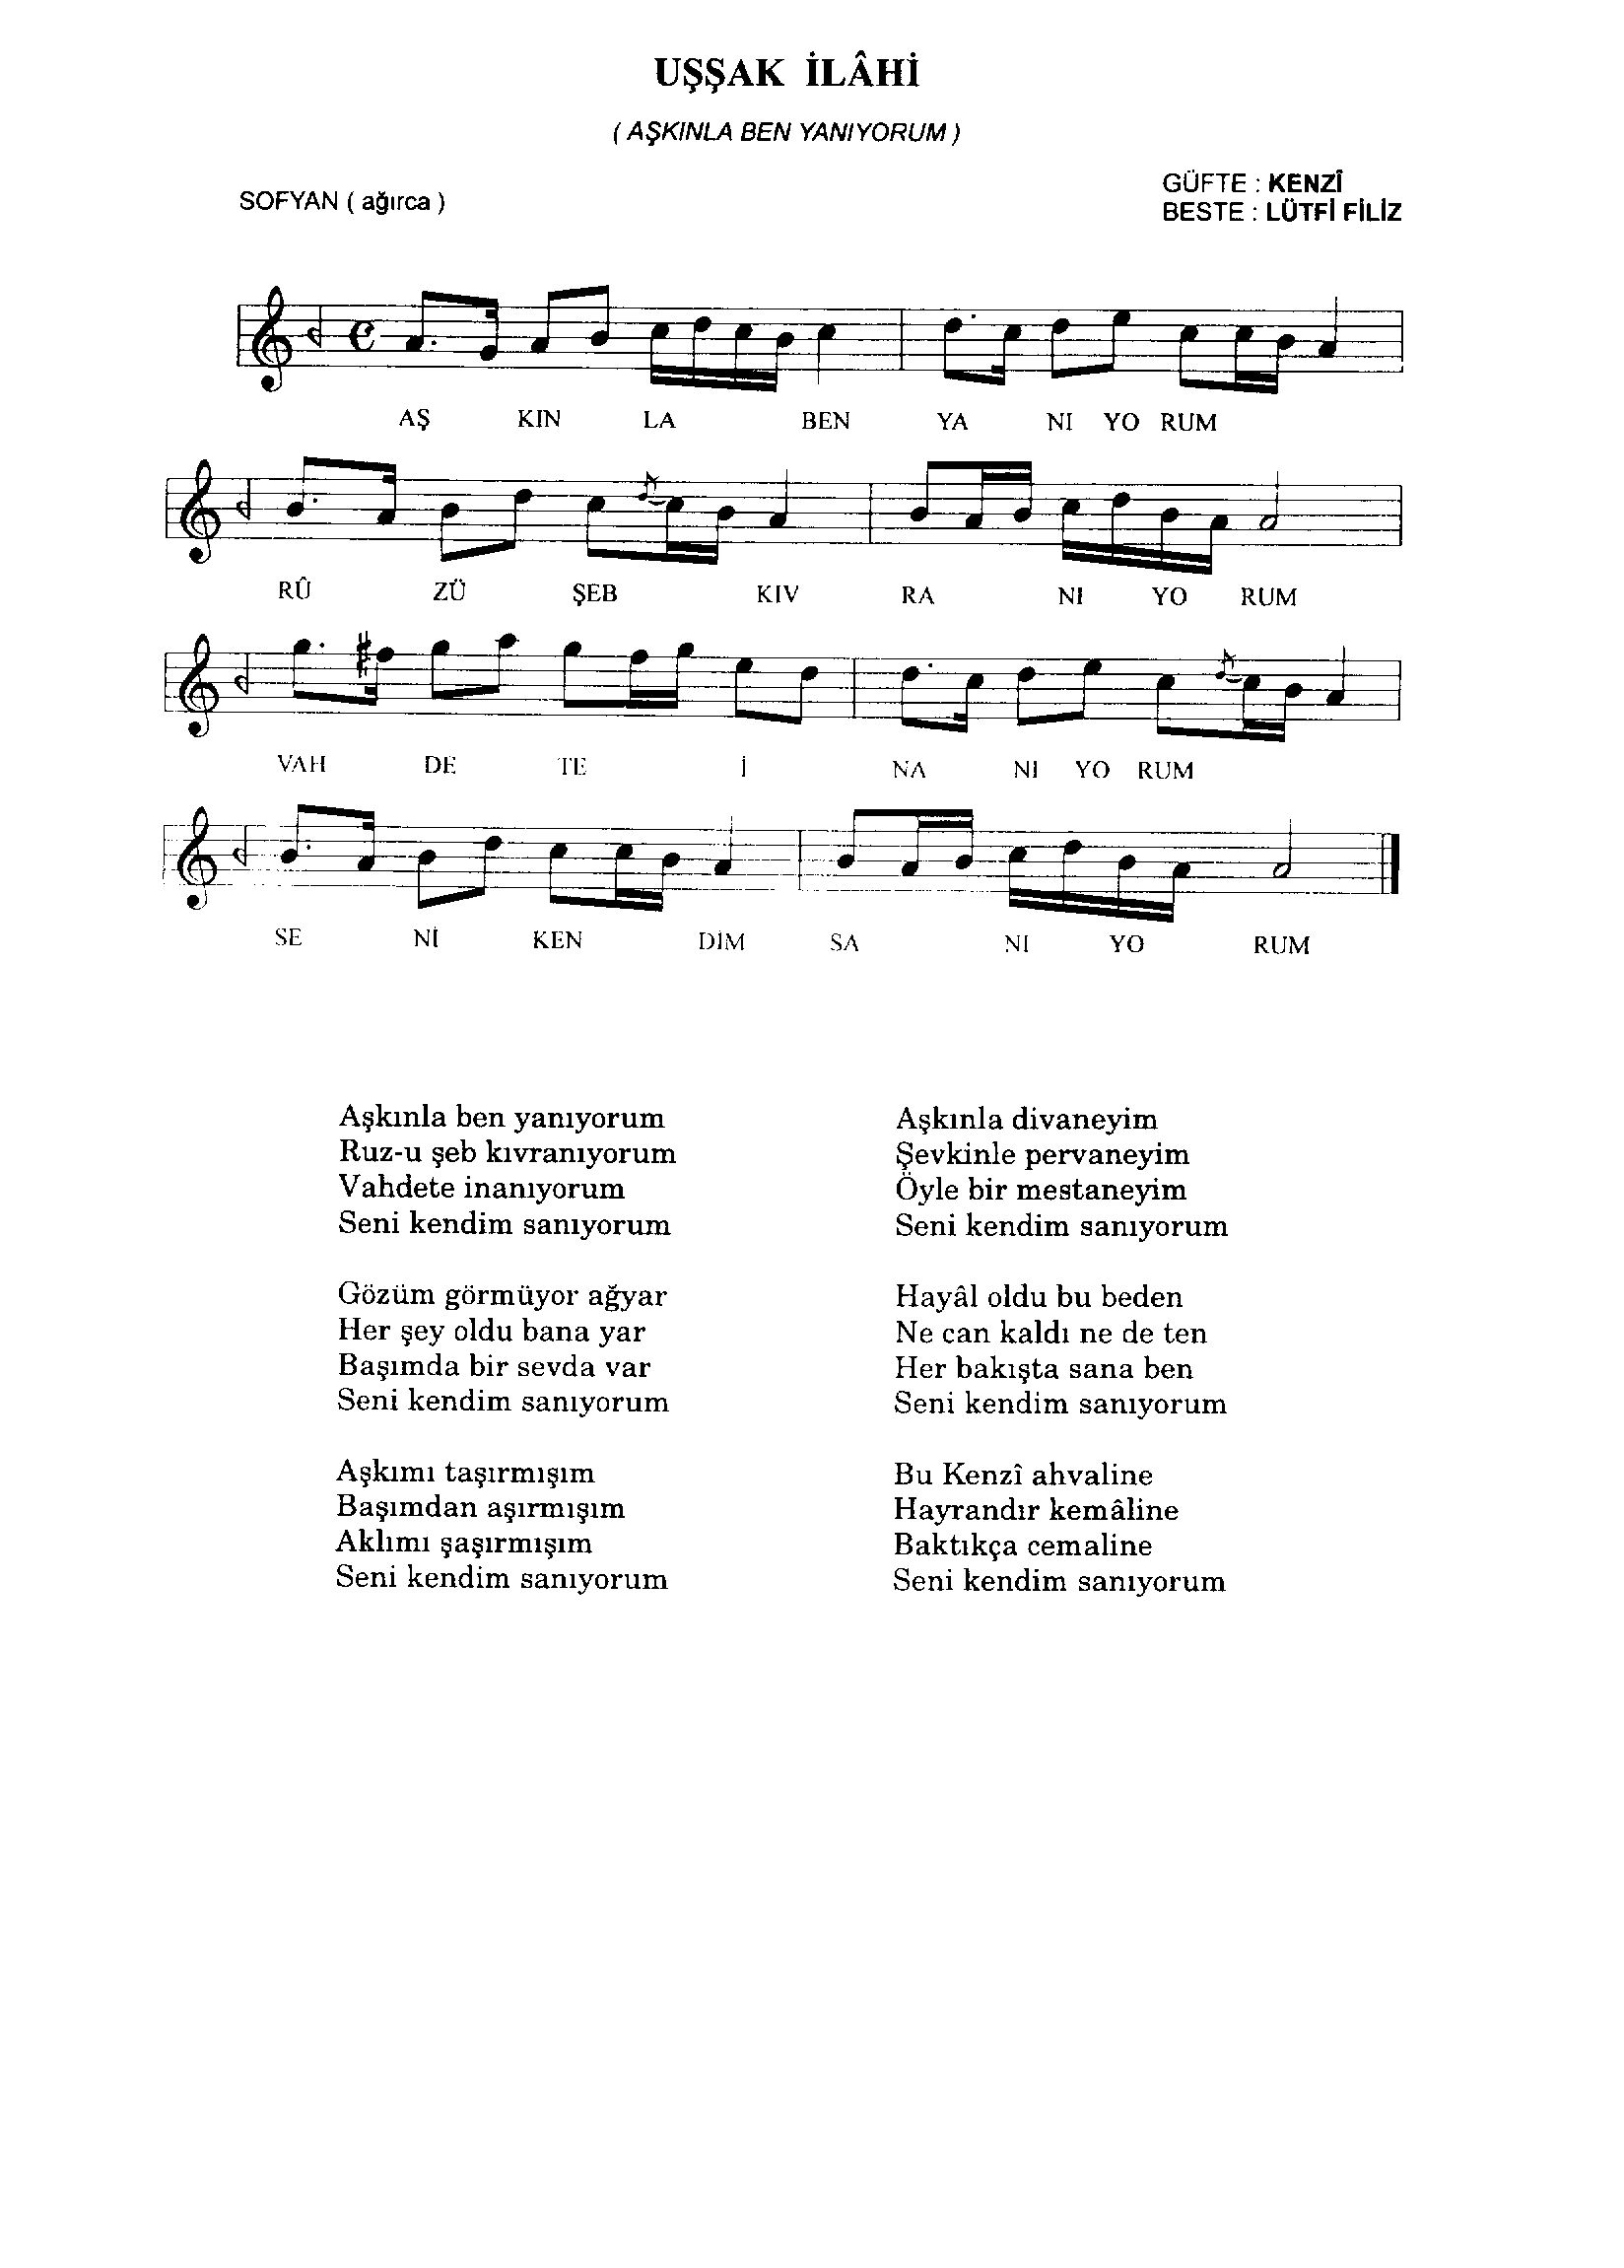 UŞŞAK İLÂHİ
( AŞKINLA BEN YANIYORUM )
SOFYAN ( ağırca )
GÜFTE : KENZÎ
BESTE : LÜTFİ FİLİZ
AŞ KIN LA BEN YA NI YO RUM
RÛ ZÜ ŞEB KIV RA NI YO RUM
VAH DE TE İ NA NI YO RUM
SE Nİ KEN DİM SA NI YO RUM
Aşkınla ben yanıyorum
Ruz-u şeb kıvranıyorum
Vahdete inanıyorum
Seni kendim sanıyorum
Gözüm görmüyor ağyar
Her şey oldu bana yar
Başımda bir sevda var
Seni kendim sanıyorum
Aşkımı taşırmışım
Başımdan aşırmışım
Aklımı şaşırmışım
Seni kendim sanıyorum
Aşkınla divaneyim
Şevkinle pervaneyim
Öyle bir mestaneyim
Seni kendim sanıyorum
Hayâl oldu bu beden
Ne can kaldı ne de ten
Her bakışta sana ben
Seni kendim sanıyorum
Bu Kenzî ahvaline
Hayrandır kemâline
Baktıkça cemaline
Seni kendim sanıyorum